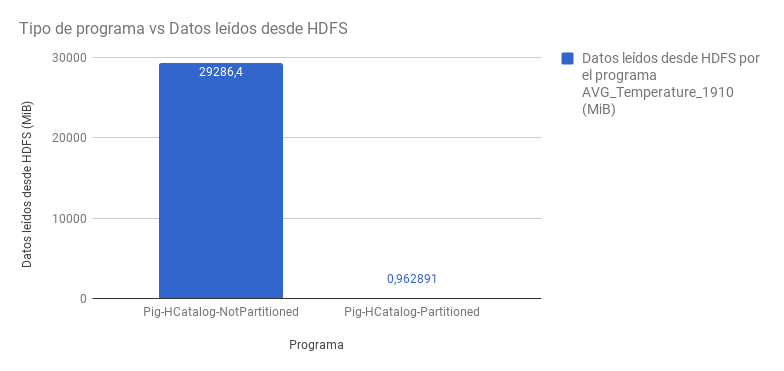 Tipo de programa vs Datos leídos desde HDFS
Datos leídos desde HDFS (MiB)
30000
20000
10000
0
29286,4
0,962891
Pig-HCatalog-NotPartitioned
Pig-HCatalog-Partitioned
Programa
Datos leídos desde HDFS por
el programa
AVG_Temperature_1910
(MiB)